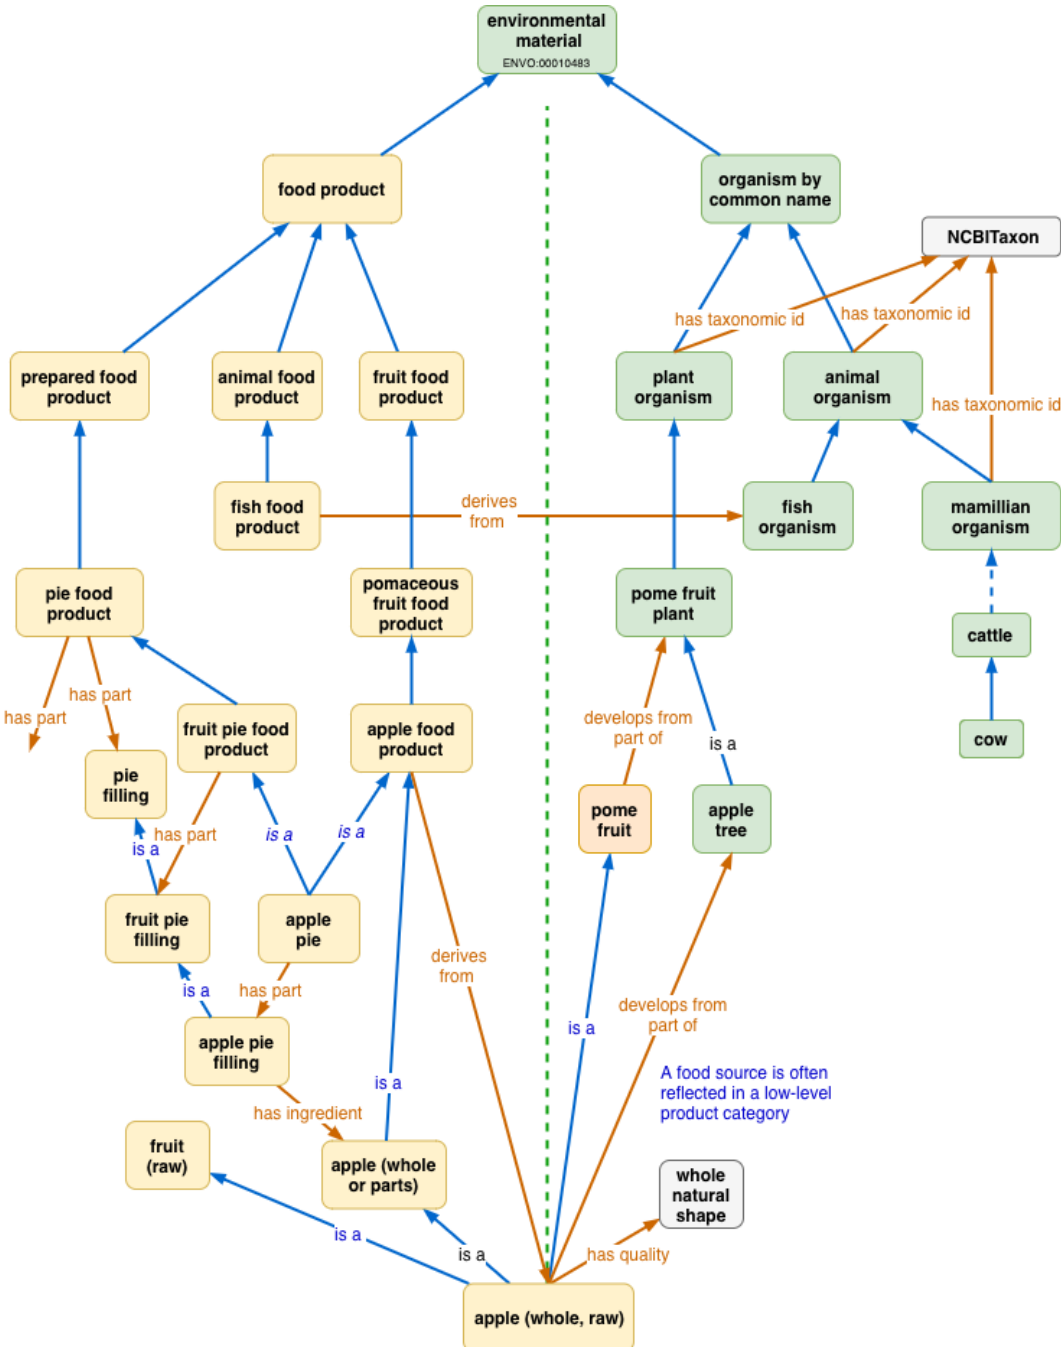 environmental
material
ENVO:00010483
food product
organism by
common name
NCBITaxon
has taxonomic id
has taxonomic id
prepared food
product
animal food
product
fruit food
product
plant
organism
animal
organism
has taxonomic id
fish food
product
derives
from
fish
organism
mamillian
organism
pie food
product
pomaceous
fruit food
product
pome fruit
plant
cattle
has part
has part
fruit pie food
product
apple food
product
develops from
part of
is a
cow
pie
filling
pome
fruit
apple
tree
is a
has part
is a
is a
fruit pie
filling
apple
pie
derives
from
is a
has part
develops from
part of
apple pie
filling
is a
is a
A food source is often
reflected in a low-level
product category
has ingredient
fruit
(raw)
apple (whole
or parts)
whole
natural
shape
is a
is a
has quality
apple (whole, raw)